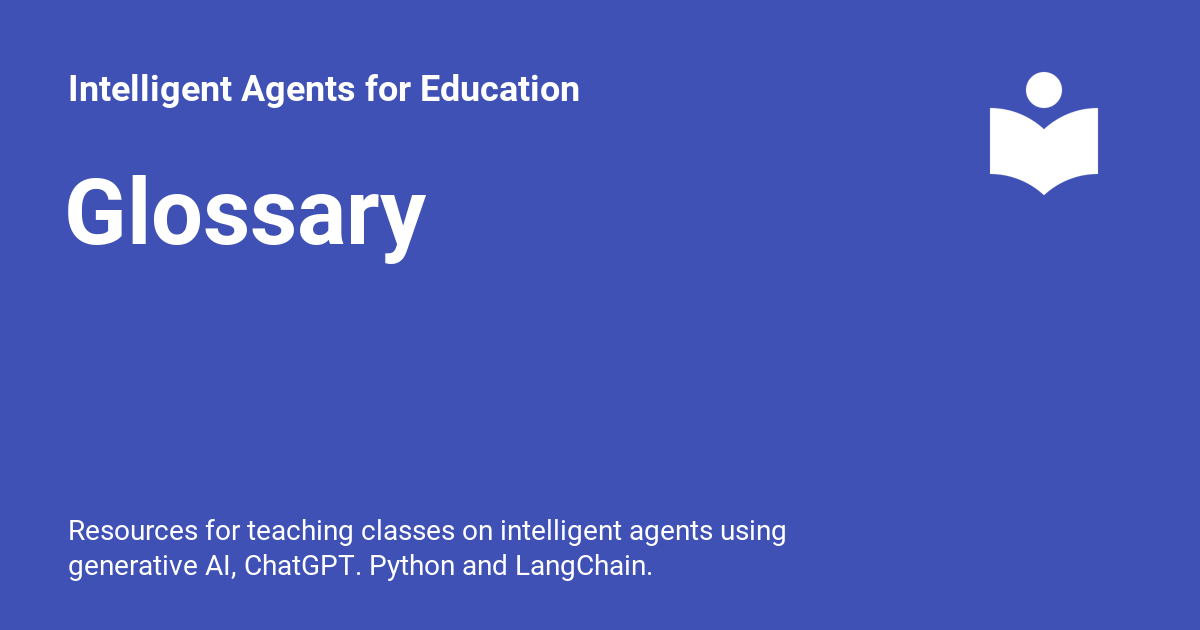 Intelligent Agents for Education
Glossary
Resources for teaching classes on intelligent agents using
generative AI, ChatGPT. Python and LangChain.